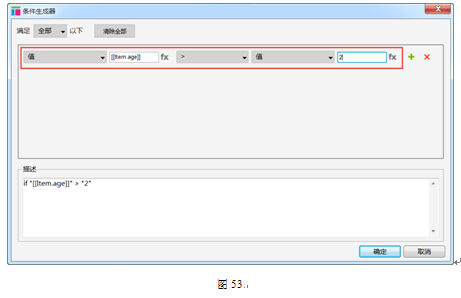 条件生成器
满足 全部 以下 清除全部
值 [[Item.age]] fx > 值 2 fx
描述
if "[[Item.age]]" > "2"
确定 取消
图 53.